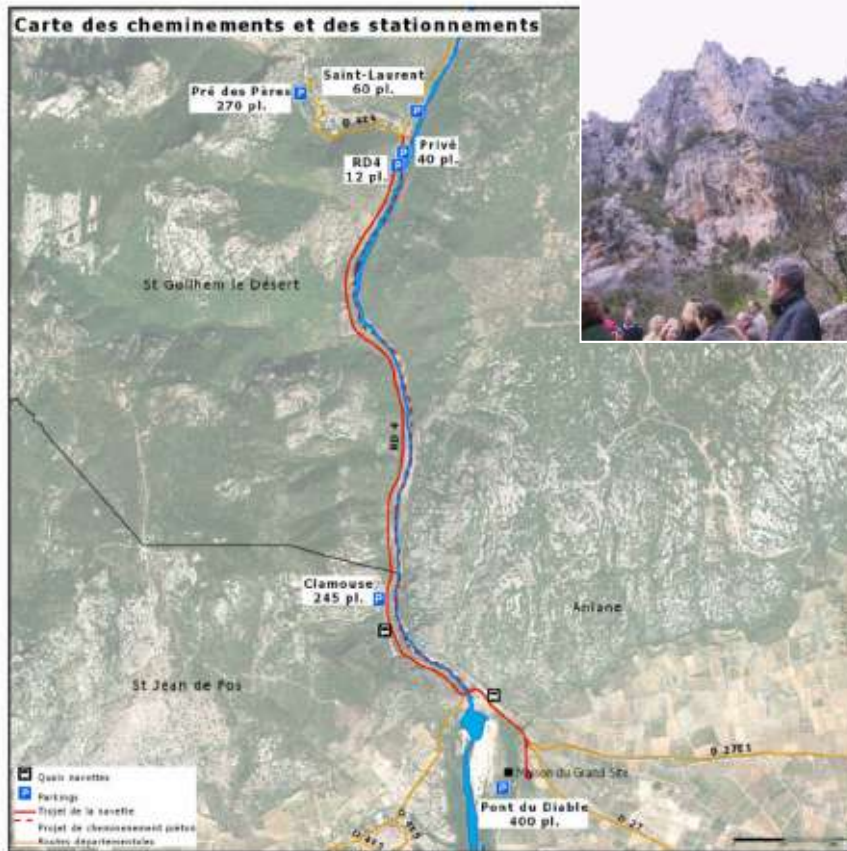 Carte des cheminements et des stationnements
Saint-Laurent
60 pl.
Pré des Pères
270 pl.
D 4E4
Privé
40 pl.
RD4
12 pl.
St Guilhem le Désert
RD 4
Clamouse
245 pl.
Aniane
St Jean de Fos
D 27E1
Maison du Grand Site
Pont du Diable
400 pl.
D 27
D 4E1
Quais navettes
Parkings
Trajet de la navette
Projet de cheminement piéton
Routes départementales